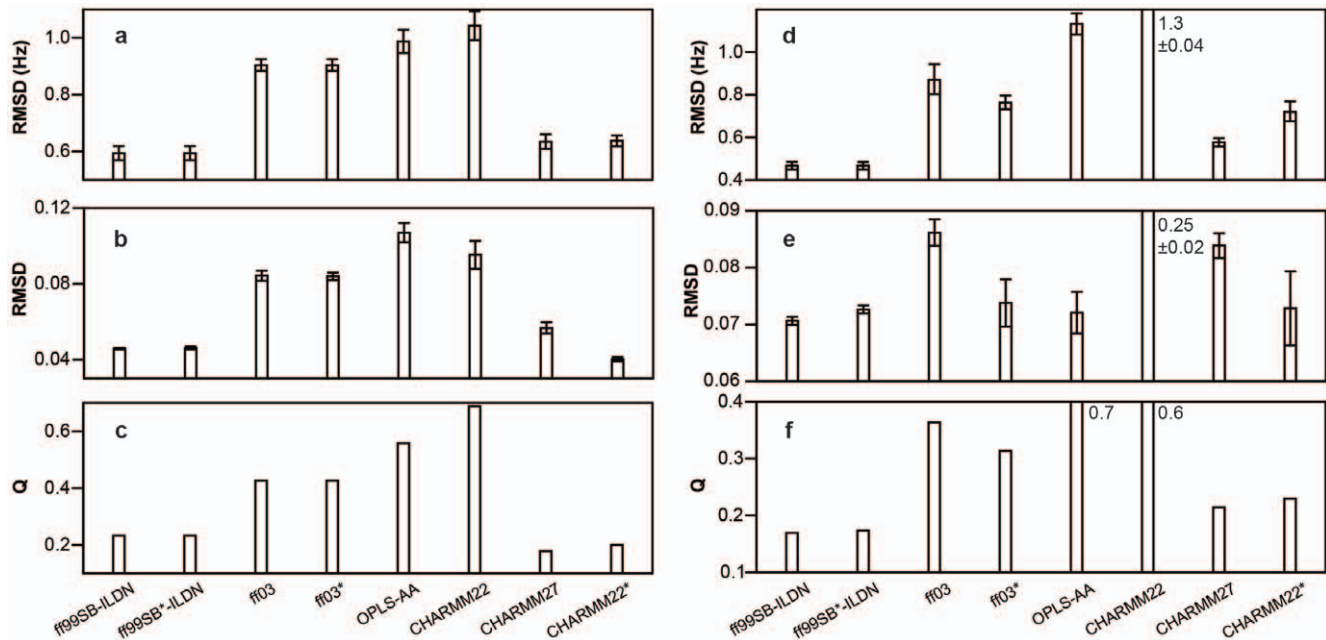 a
RMSD (Hz)
1.0
0.8
0.6
b
RMSD
0.12
0.08
0.04
c
Q
0.6
0.4
0.2
ff99SB-ILDN
ff99SB*-ILDN
ff03
ff03*
OPLS-AA
CHARMM22
CHARMM27
CHARMM22*
d
RMSD (Hz)
1.0
0.8
0.6
0.4
1.3
±0.04
e
RMSD
0.09
0.08
0.07
0.06
0.25
±0.02
f
Q
0.4
0.3
0.2
0.1
0.7
0.6
ff99SB-ILDN
ff99SB*-ILDN
ff03
ff03*
OPLS-AA
CHARMM22
CHARMM27
CHARMM22*